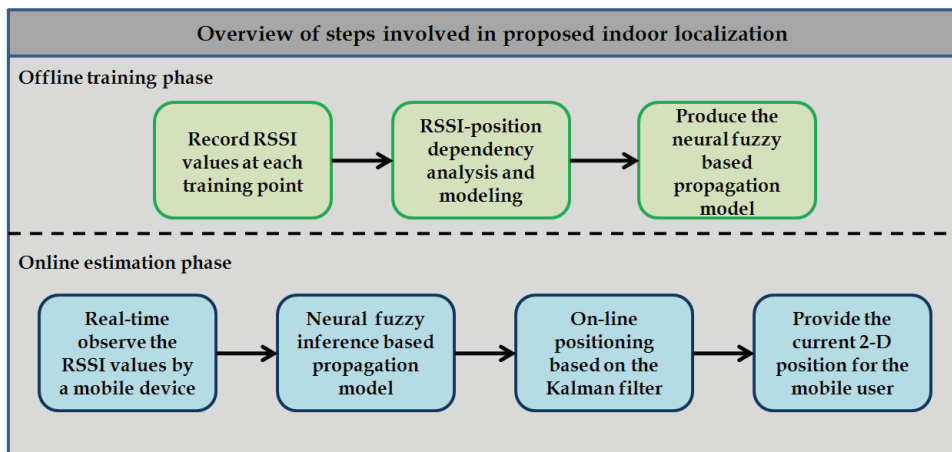 Overview of steps involved in proposed indoor localization
Offline training phase
Record RSSI
values at each
training point
RSSI-position
dependency
analysis and
modeling
Produce the
neural fuzzy
based
propagation
model
Online estimation phase
Real-time
observe the
RSSI values by
a mobile device
Neural fuzzy
inference based
propagation
model
On-line
positioning
based on the
Kalman filter
Provide the
current 2-D
position for the
mobile user